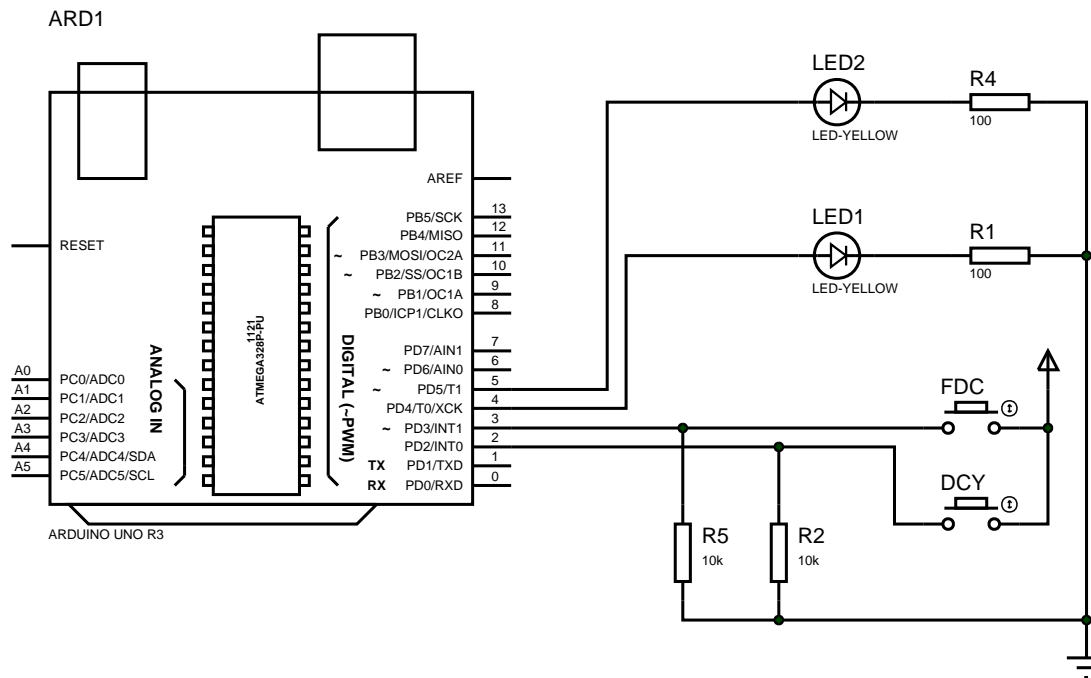 ARD1
RESET
AREF
PB5/SCK 13
PB4/MISO 12
~ PB3/MOSI/OC2A 11
~ PB2/SS/OC1B 10
~ PB1/OC1A 9
PB0/ICP1/CLKO 8
PD7/AIN1 7
~ PD6/AIN0 6
~ PD5/T1 5
PD4/T0/XCK 4
~ PD3/INT1 3
PD2/INT0 2
TX PD1/TXD 1
RX PD0/RXD 0
DIGITAL (~PWM)
1121
ATMEGA328P-PU
ANALOG IN
A0 PC0/ADC0
A1 PC1/ADC1
A2 PC2/ADC2
A3 PC3/ADC3
A4 PC4/ADC4/SDA
A5 PC5/ADC5/SCL
ARDUINO UNO R3
LED2
LED-YELLOW
R4
100
LED1
LED-YELLOW
R1
100
FDC
DCY
R5
10k
R2
10k